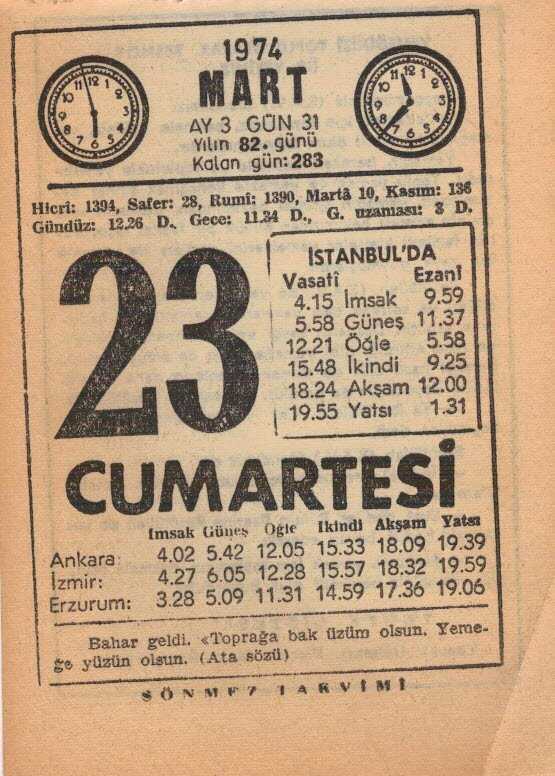 1974
MART
AY 3 GÜN 31
Yılın 82. günü
Kalan gün: 283
Hicrî: 1394, Safer: 28, Rumî: 1390, Martâ 10, Kasım: 136
Gündüz: 12.26 D., Gece: 11.34 D., G. uzaması: 3 D.
23
İSTANBUL'DA
Vasatî Ezanî
4.15 İmsak 9.59
5.58 Güneş 11.37
12.21 Öğle 5.58
15.48 İkindi 9.25
18.24 Akşam 12.00
19.55 Yatsı 1.31
CUMARTESİ
İmsak Güneş Öğle İkindi Akşam Yatsı
Ankara: 4.02 5.42 12.05 15.33 18.09 19.39
İzmir: 4.27 6.05 12.28 15.57 18.32 19.59
Erzurum: 3.28 5.09 11.31 14.59 17.36 19.06
Bahar geldi. «Toprağa bak üzüm olsun. Yeme-
ğe yüzün olsun. (Ata sözü)
SÖNMEZ TAKVİMİ